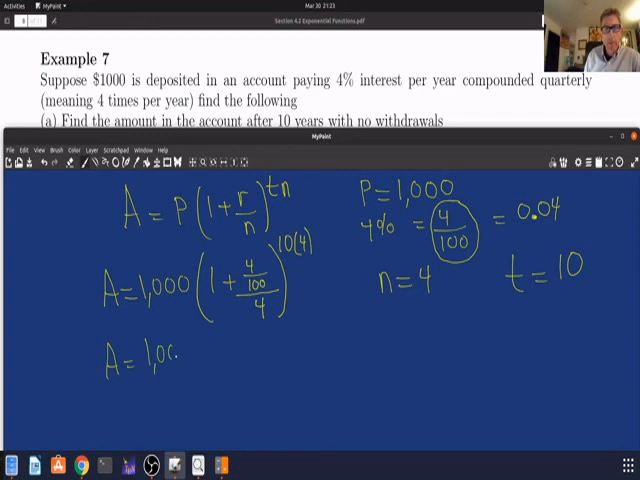 Activities MyPaint Mar 30 21:23
Section 4.2 Exponential Functions.pdf
Example 7
Suppose $1000 is deposited in an account paying 4% interest per year compounded quarterly
(meaning 4 times per year) find the following
(a) Find the amount in the account after 10 years with no withdrawals
MyPaint
File Edit View Brush Color Layer Scratchpad Window Help
A = P(1 + r/n)^tn
P = 1,000
4% = 4/100 = 0.04
A = 1,000(1 + 4/100/4)^10(4)
n = 4 t = 10
A = 1,00